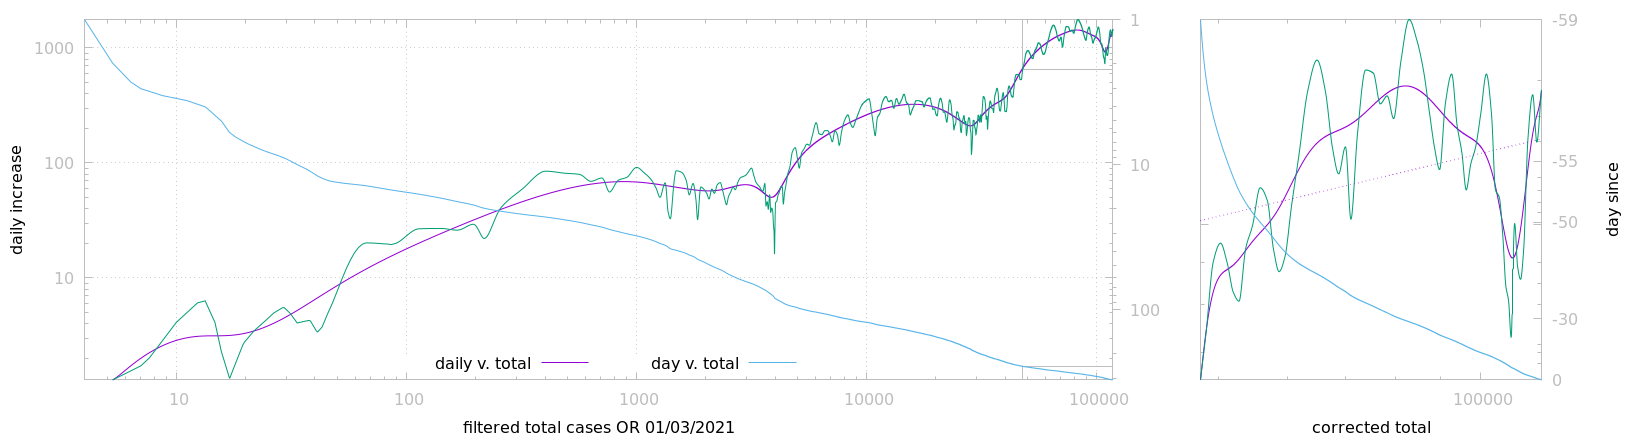 1000
100
10
daily increase
1
10
100
daily v. total
day v. total
10
100
1000
10000
100000
filtered total cases OR 01/03/2021
-59
-55
-50
-30
0
day since
100000
corrected total